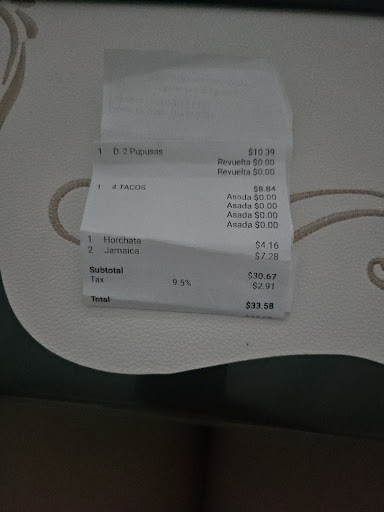 1 D. 2 Pupusas $10.39
Revuelta $0.00
Revuelta $0.00
1 4 TACOS $8.84
Asada $0.00
Asada $0.00
Asada $0.00
Asada $0.00
1 Horchata $4.16
2 Jamaica $7.28
Subtotal $30.67
Tax 9.5% $2.91
Total $33.58